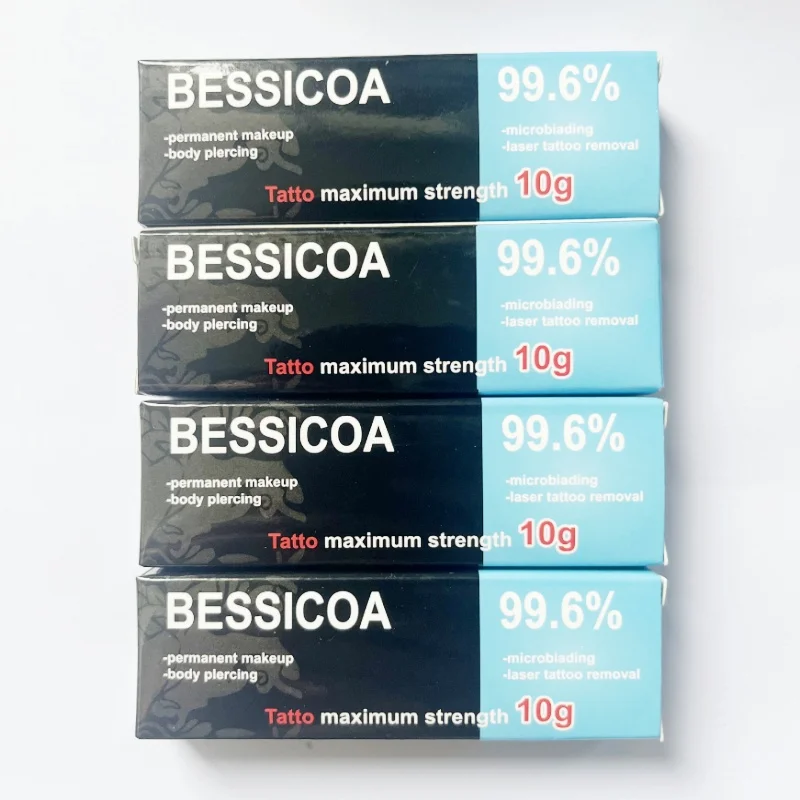 BESSICOA 99.6%
-permanent makeup -microblading
-body piercing -laser tattoo removal
Tatto maximum strength 10g
BESSICOA 99.6%
-permanent makeup -microblading
-body piercing -laser tattoo removal
Tatto maximum strength 10g
BESSICOA 99.6%
-permanent makeup -microblading
-body piercing -laser tattoo removal
Tatto maximum strength 10g
BESSICOA 99.6%
-permanent makeup -microblading
-body piercing -laser tattoo removal
Tatto maximum strength 10g